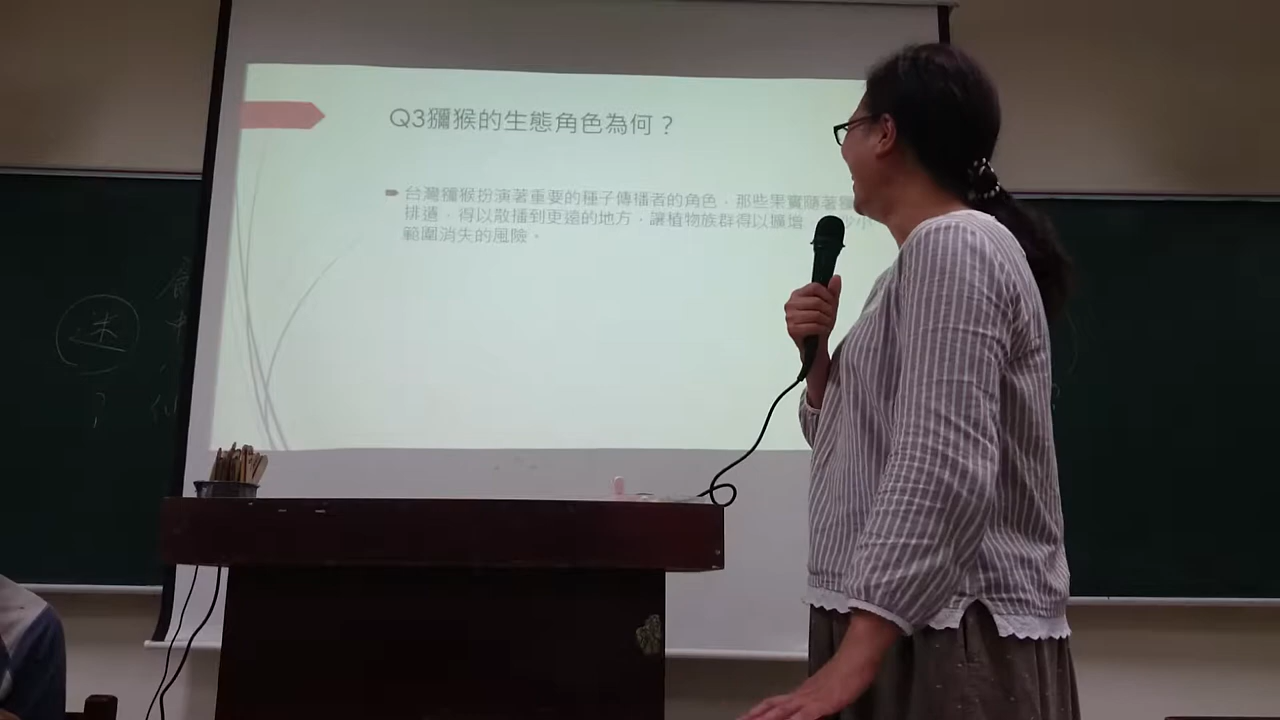 Q3獼猴的生態角色為何？
台灣獼猴扮演著重要的種子傳播者的角色，那些果實隨著
排遺，得以散播到更遠的地方，讓植物族群得以擴增
範圍消失的風險。
迷
?